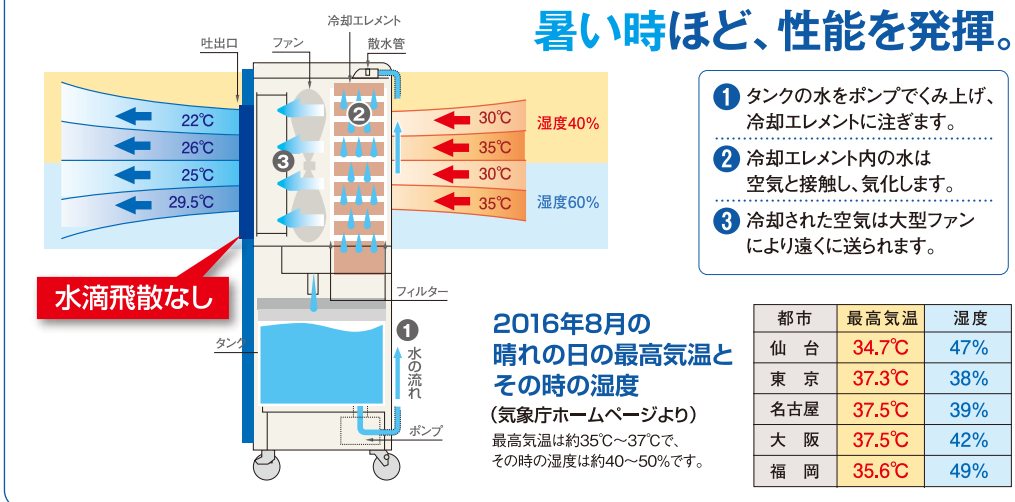 暑い時ほど、性能を発揮。
冷却エレメント
吐出口
ファン
散水管
22℃
26℃
25℃
29.5℃
❷
❸
30℃
35℃
30℃
35℃
湿度40%
湿度60%
水滴飛散なし
フィルター
タンク
❶
水の流れ
ポンプ
❶ タンクの水をポンプでくみ上げ、
冷却エレメントに注ぎます。
❷ 冷却エレメント内の水は
空気と接触し、気化します。
❸ 冷却された空気は大型ファン
により遠くに送られます。
2016年8月の
晴れの日の最高気温と
その時の湿度
(気象庁ホームページより)
最高気温は約35℃～37℃で、
その時の湿度は約40～50%です。
都市 最高気温 湿度
仙台 34.7℃ 47%
東京 37.3℃ 38%
名古屋 37.5℃ 39%
大阪 37.5℃ 42%
福岡 35.6℃ 49%